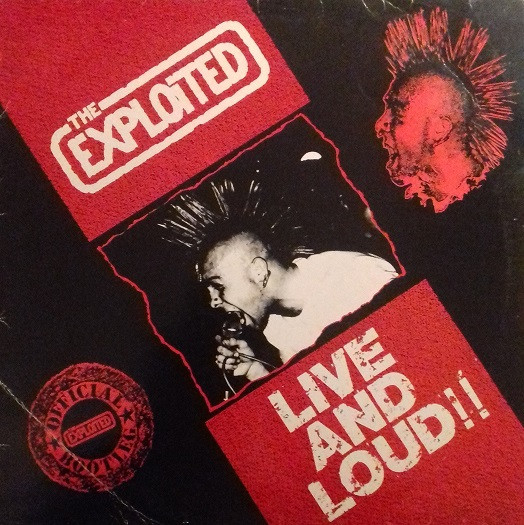 THE
EXPLOITED
LIVE
AND
LOUD!!
OFFICIAL
EXPLOITED
BOOTLEG